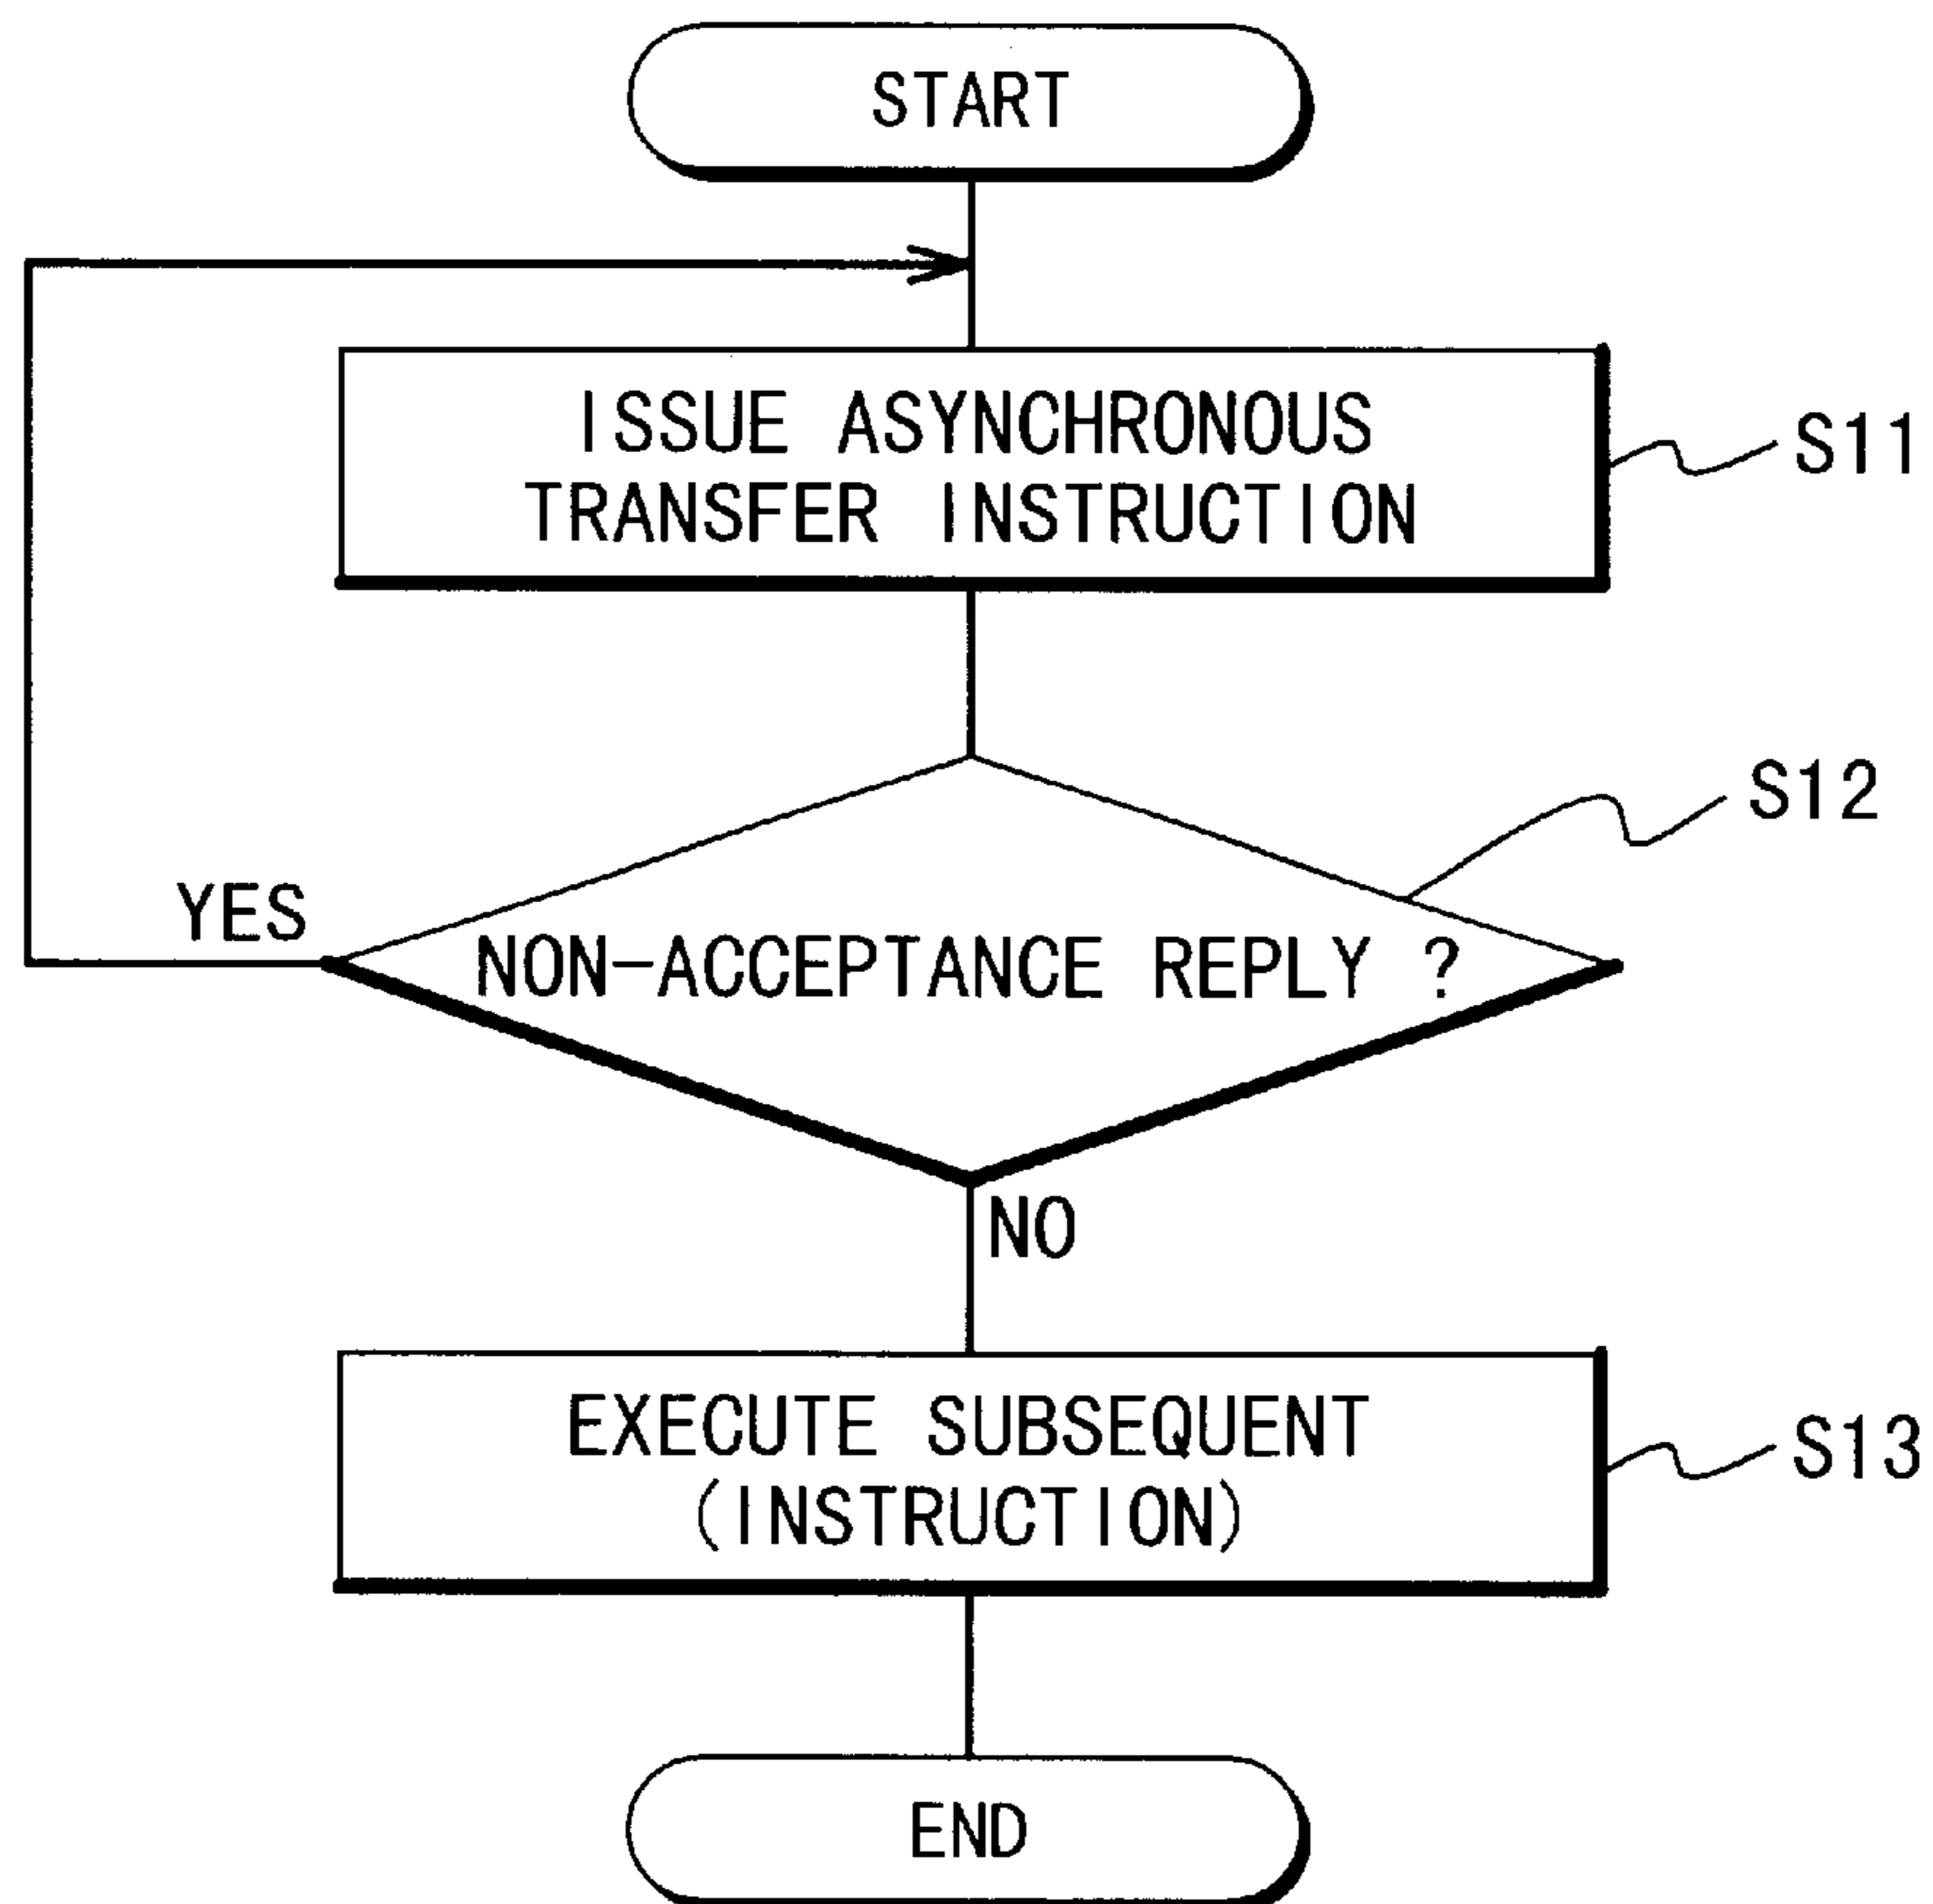 START
ISSUE ASYNCHRONOUS
TRANSFER INSTRUCTION
S11
S12
YES
NON-ACCEPTANCE REPLY ?
NO
EXECUTE SUBSEQUENT
(INSTRUCTION)
S13
END